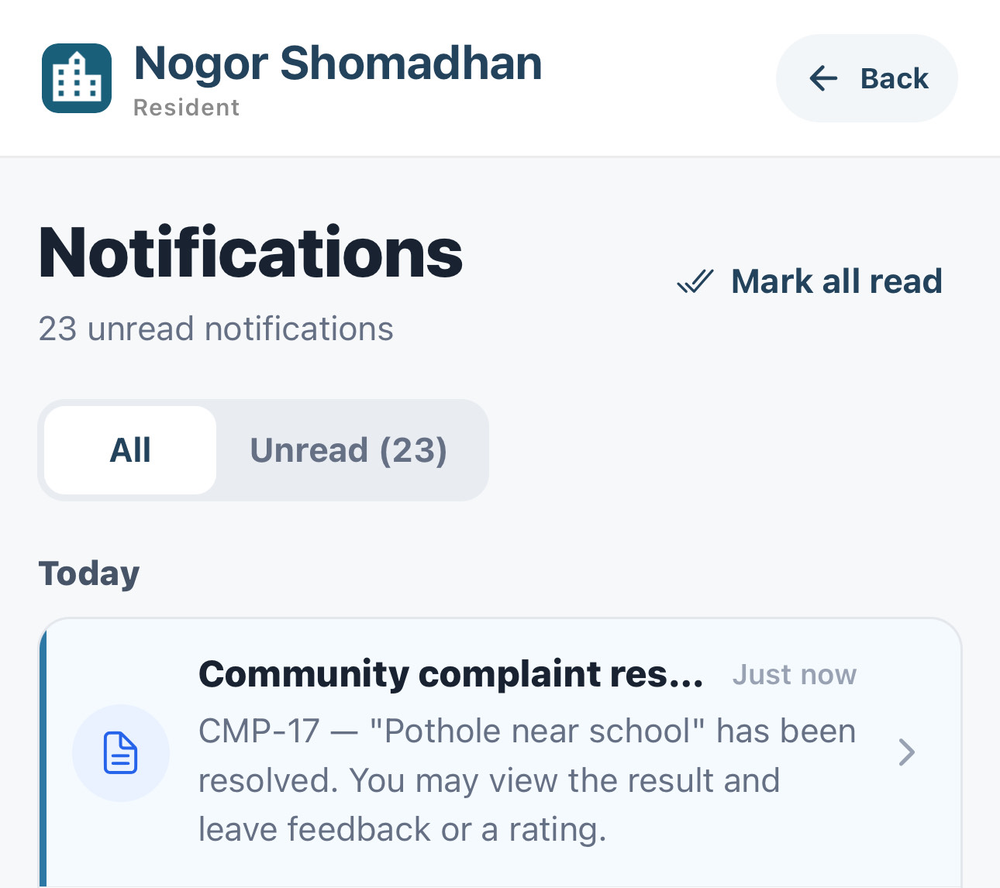 Nogor Shomadhan
Resident
Back
Notifications
Mark all read
23 unread notifications
All
Unread (23)
Today
Community complaint res...
Just now
CMP-17 — "Pothole near school" has been
resolved. You may view the result and
leave feedback or a rating.